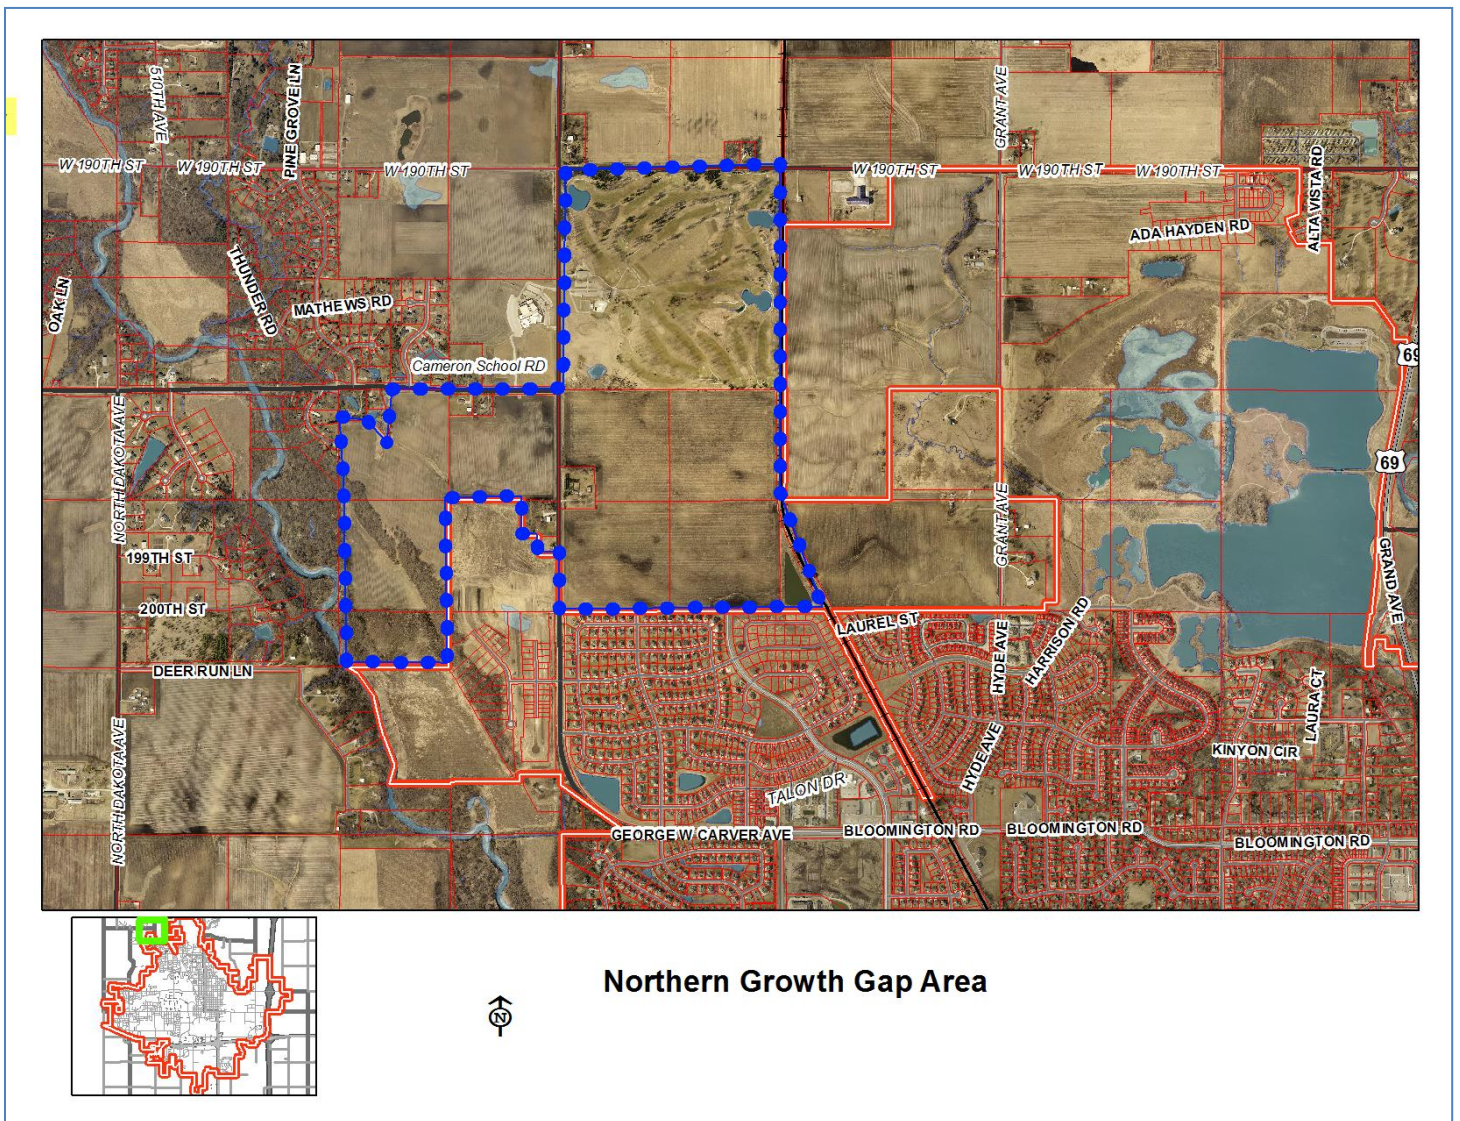 510TH AVE
PINE GROVE LN
GRANT AVE
W 190TH ST
W 190TH ST
W 190TH ST
W 190TH ST
W 190TH ST
W 190TH ST
ALTA VISTA RD
ADA HAYDEN RD
OAK LN
THUNDER RD
MATHEWS RD
Cameron School RD
69
69
NORTH DAKOTA AVE
GRANT AVE
199TH ST
200TH ST
GRAND AVE
LAUREL ST
HYDE AVE
HARRISON RD
DEER RUN LN
LAURA CT
NORTH DAKOTA AVE
HYDE AVE
KINYON CIR
TALON DR
GEORGE W CARVER AVE
BLOOMINGTON RD
BLOOMINGTON RD
BLOOMINGTON RD
Northern Growth Gap Area
N